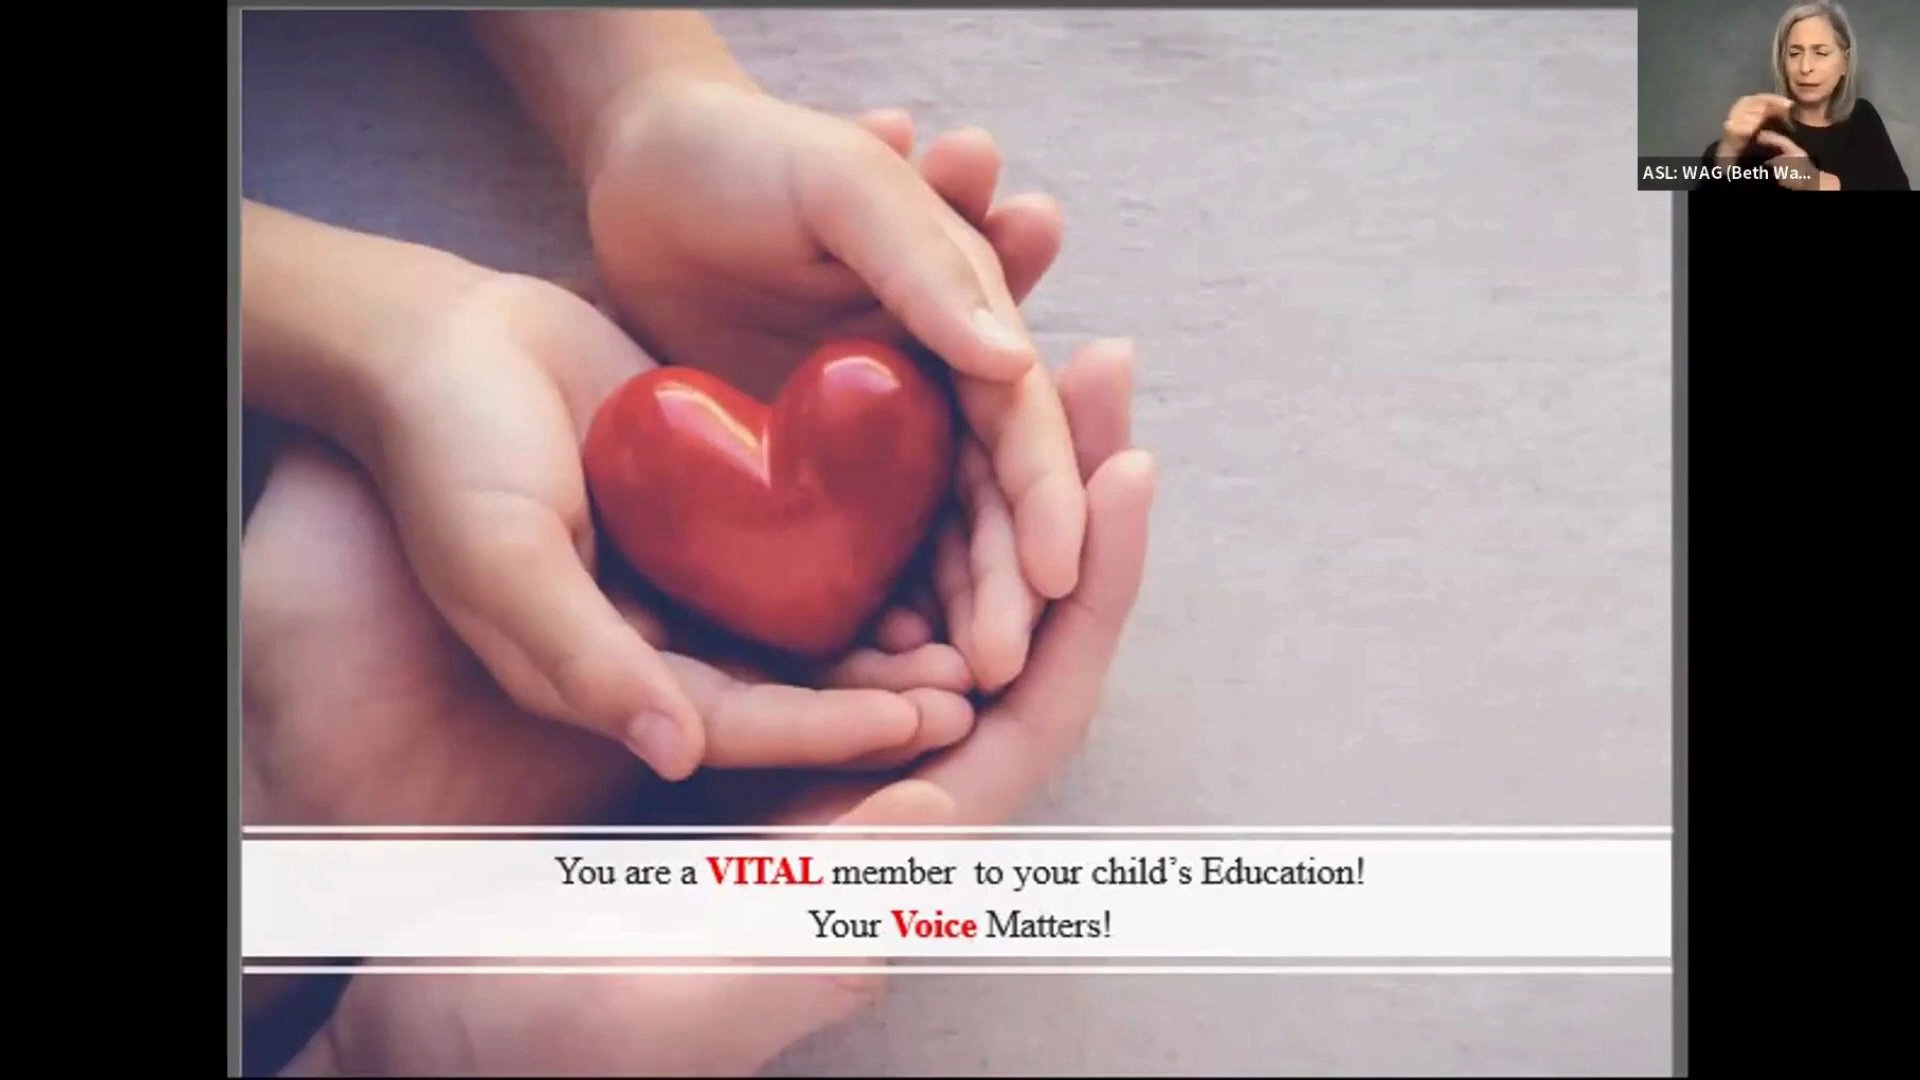 ASL: WAG (Beth Wa...
You are a VITAL member to your child's Education!
Your Voice Matters!